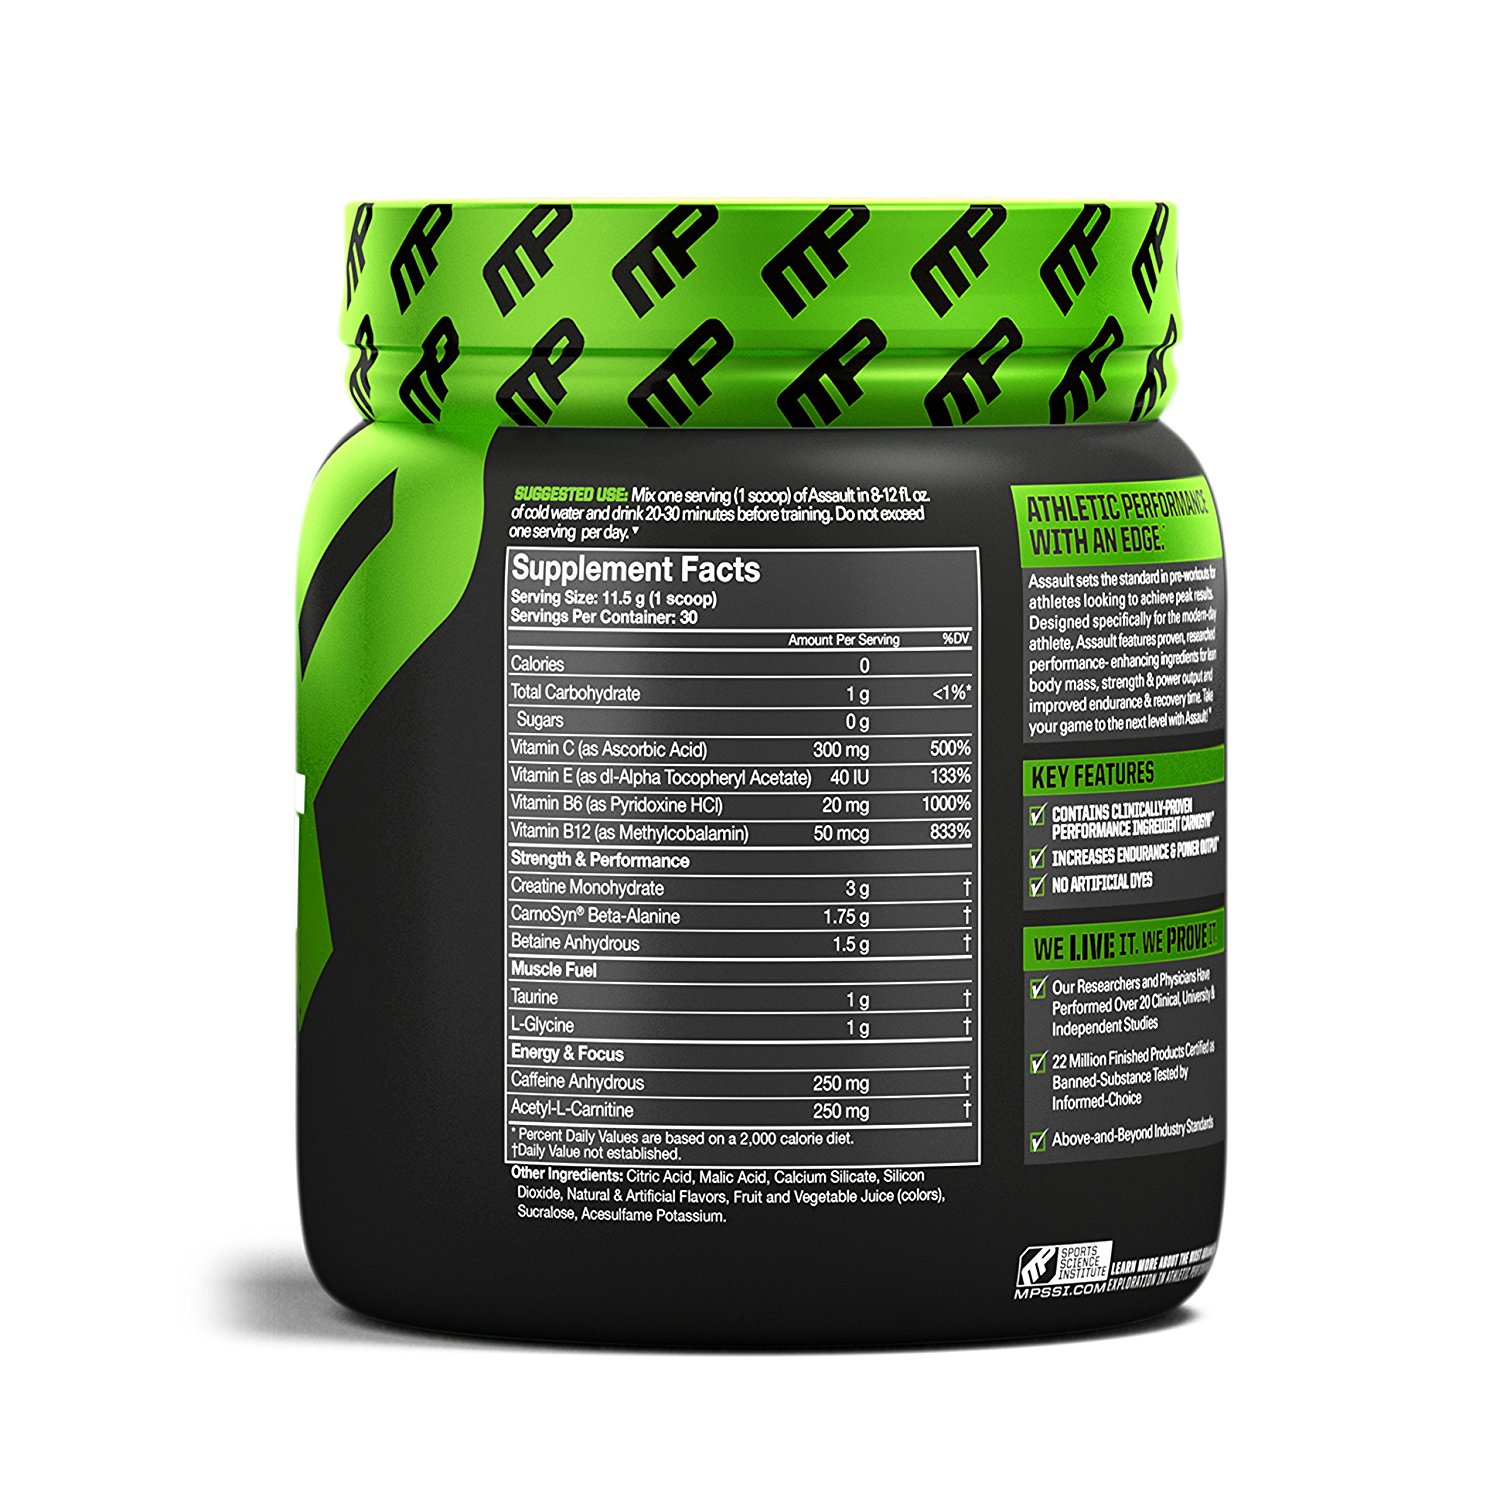 SUGGESTED USE: Mix one serving (1 scoop) of Assault in 8-12 fl. oz.
of cold water and drink 20-30 minutes before training. Do not exceed
one serving per day.▼
Supplement Facts
Serving Size: 11.5 g (1 scoop)
Servings Per Container: 30
Amount Per Serving %DV
Calories 0
Total Carbohydrate 1 g <1%*
Sugars 0 g
Vitamin C (as Ascorbic Acid) 300 mg 500%
Vitamin E (as dl-Alpha Tocopheryl Acetate) 40 IU 133%
Vitamin B6 (as Pyridoxine HCl) 20 mg 1000%
Vitamin B12 (as Methylcobalamin) 50 mcg 833%
Strength & Performance
Creatine Monohydrate 3 g †
CarnoSyn® Beta-Alanine 1.75 g †
Betaine Anhydrous 1.5 g †
Muscle Fuel
Taurine 1 g †
L-Glycine 1 g †
Energy & Focus
Caffeine Anhydrous 250 mg †
Acetyl-L-Carnitine 250 mg †
* Percent Daily Values are based on a 2,000 calorie diet.
†Daily Value not established.
Other Ingredients: Citric Acid, Malic Acid, Calcium Silicate, Silicon
Dioxide, Natural & Artificial Flavors, Fruit and Vegetable Juice (colors),
Sucralose, Acesulfame Potassium.
ATHLETIC PERFORMANCE
WITH AN EDGE.
Assault sets the standard in pre-workouts for
athletes looking to achieve peak results.
Designed specifically for the modern-day
athlete, Assault features proven, researched
performance- enhancing ingredients for lean
body mass, strength & power output and
improved endurance & recovery time. Take
your game to the next level with Assault!
KEY FEATURES
CONTAINS CLINICALLY-PROVEN
PERFORMANCE INGREDIENT CARNOSYN®
INCREASES ENDURANCE & POWER OUTPUT
NO ARTIFICIAL DYES
WE LIVE IT. WE PROVE IT.
Our Researchers and Physicians Have
Performed Over 20 Clinical, University &
Independent Studies
22 Million Finished Products Certified as
Banned-Substance Tested by
Informed-Choice
Above-and-Beyond Industry Standards
MP SPORTS
SCIENCE
INSTITUTE
MPSSI.COM
LEARN MORE ABOUT THE MOST
EXPLORATION IN ATHLETIC